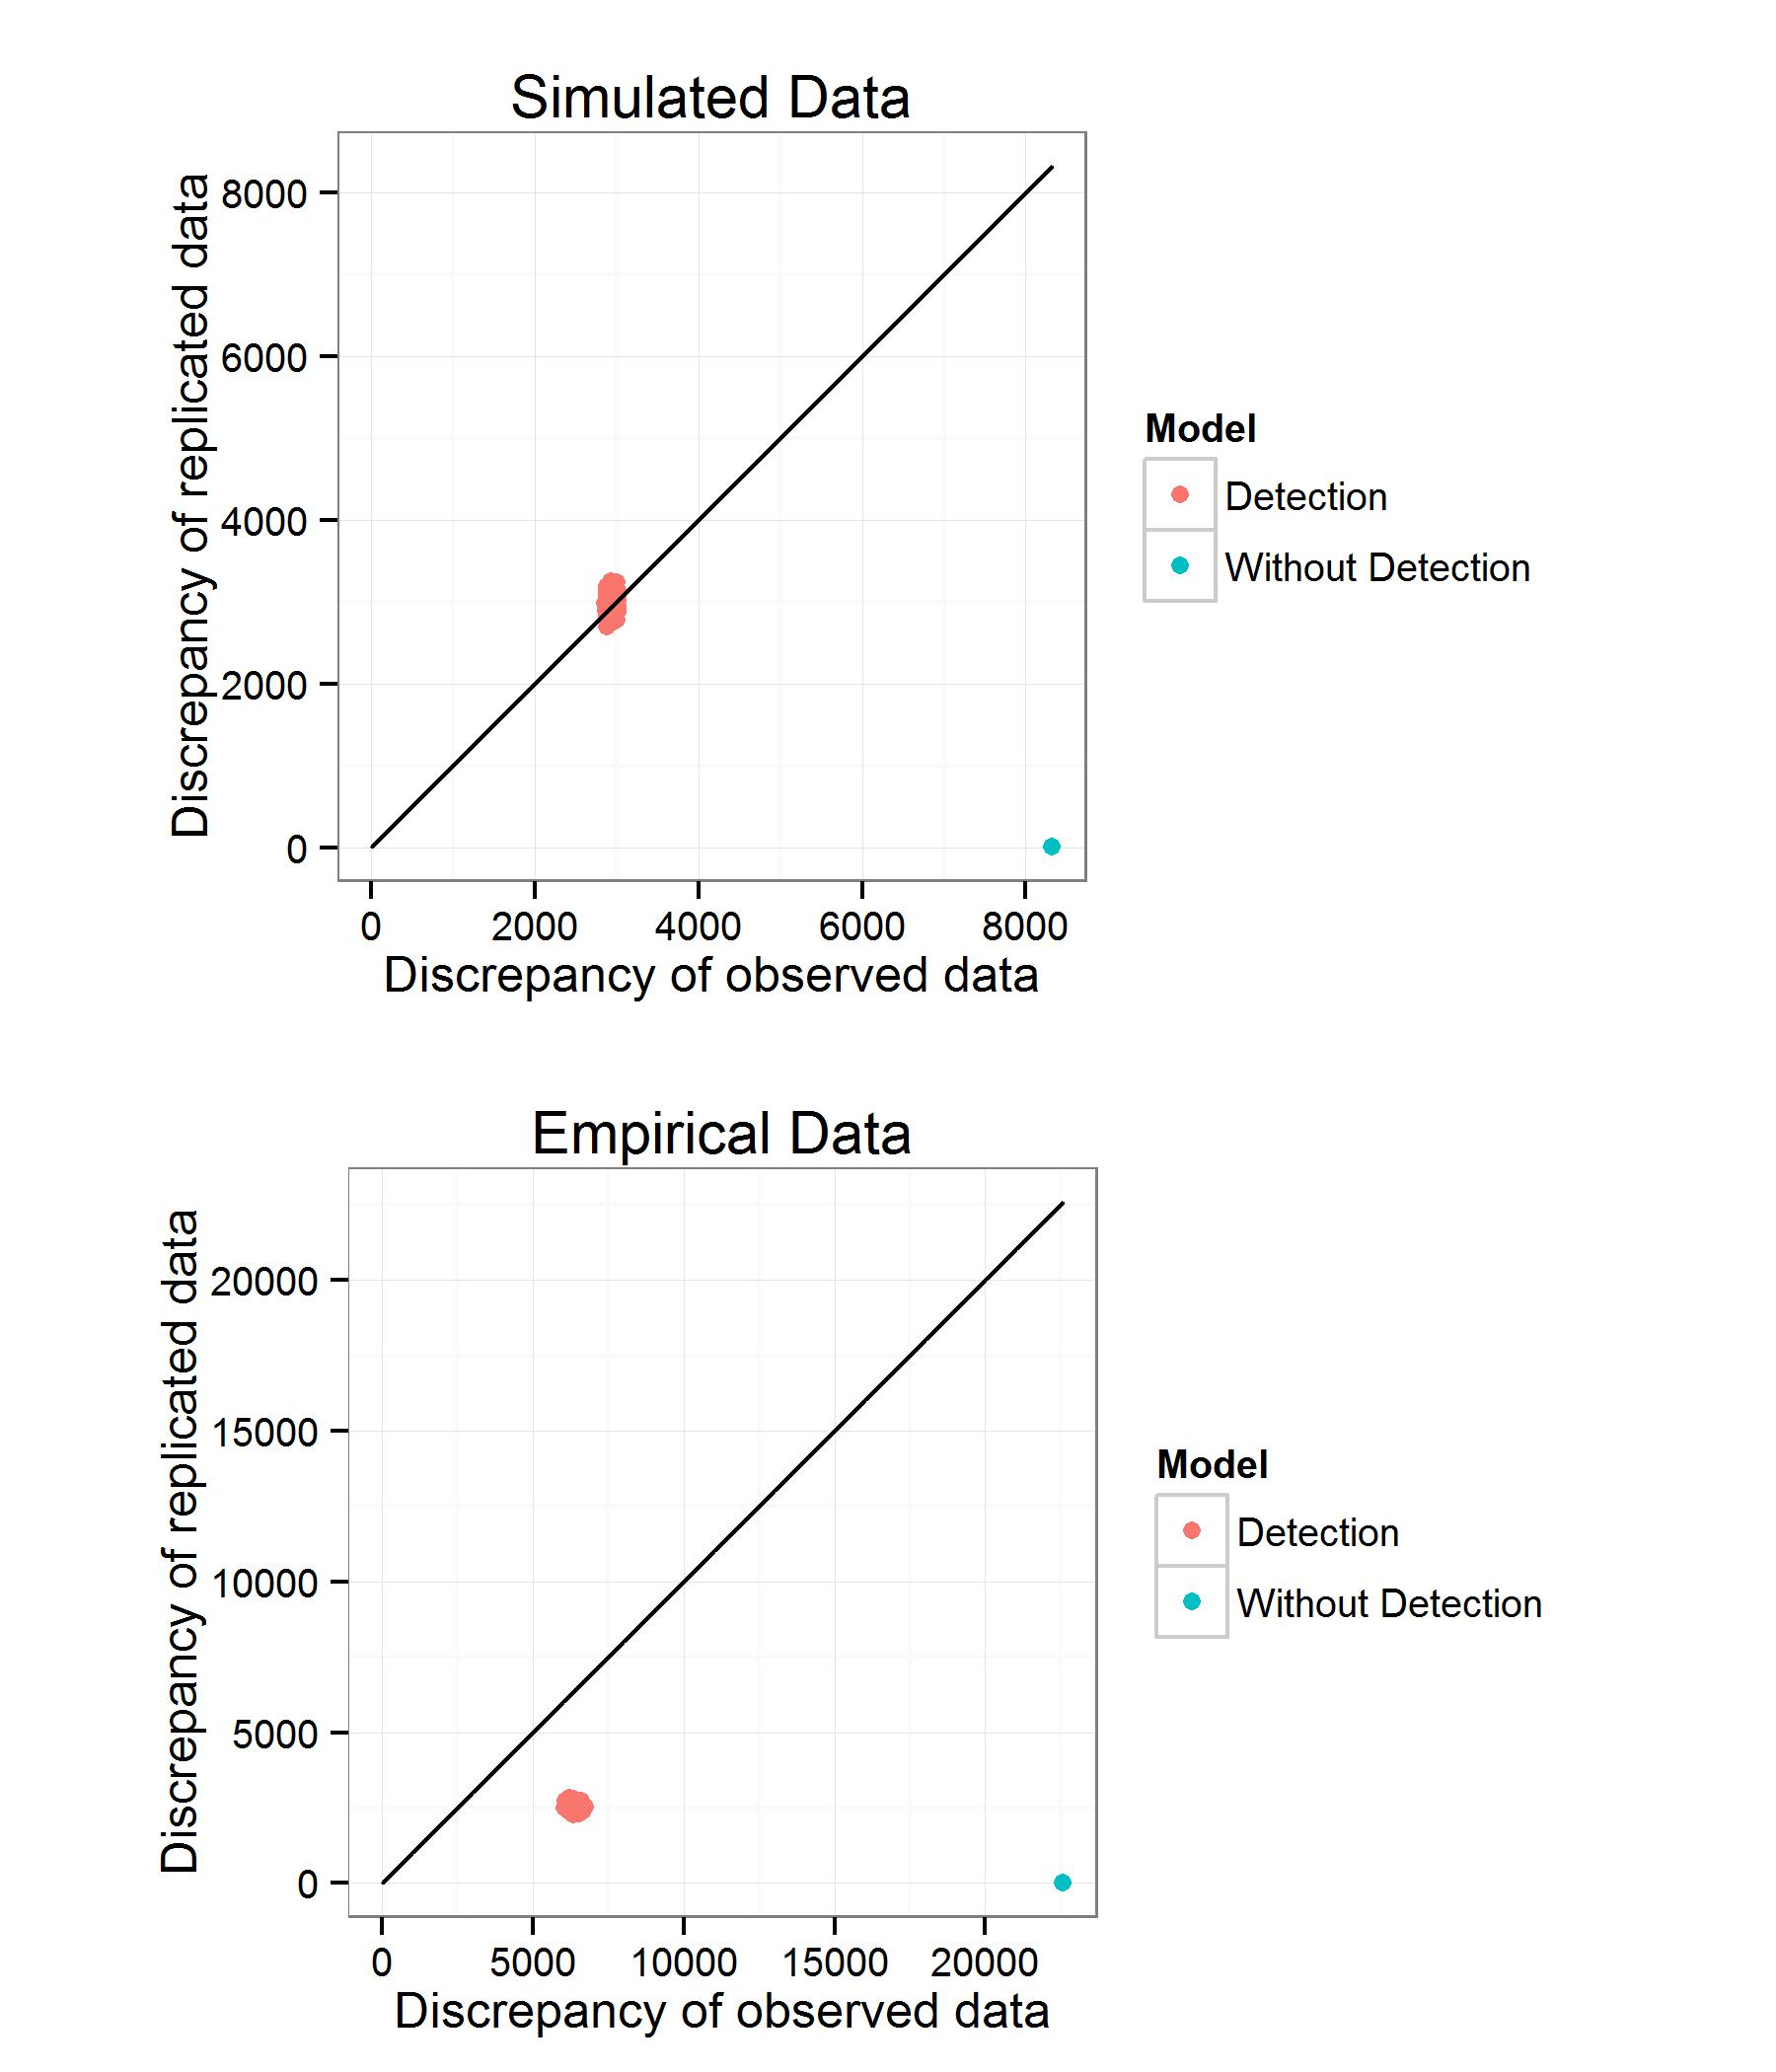 Simulated Data
Discrepancy of replicated data
8000
6000
4000
2000
0
0 2000 4000 6000 8000
Discrepancy of observed data
Model
Detection
Without Detection
Empirical Data
Discrepancy of replicated data
20000
15000
10000
5000
0
0 5000 10000 15000 20000
Discrepancy of observed data
Model
Detection
Without Detection